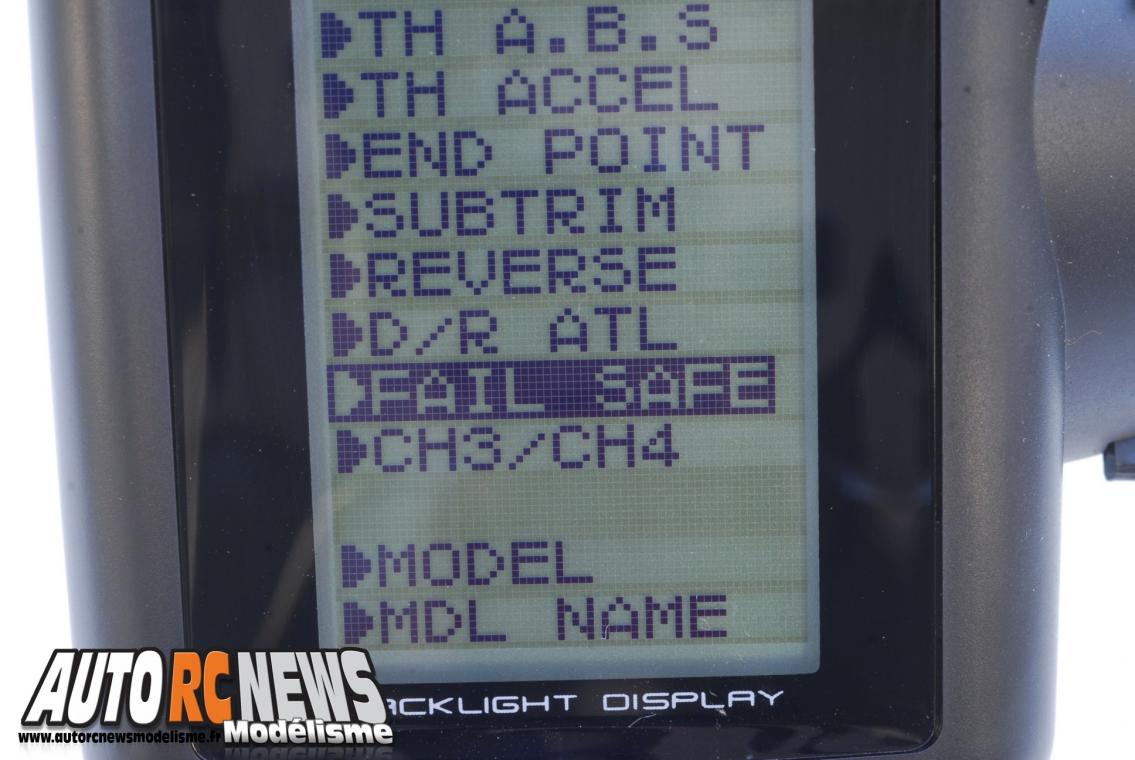 TH A.B.S
TH ACCEL
END POINT
SUBTRIM
REVERSE
D/R ATL
FAIL SAFE
CH3/CH4
MODEL
MDL NAME
DISPLAY
AUTO RC NEWS
Modélisme
www.autorcnewsmodelisme.fr